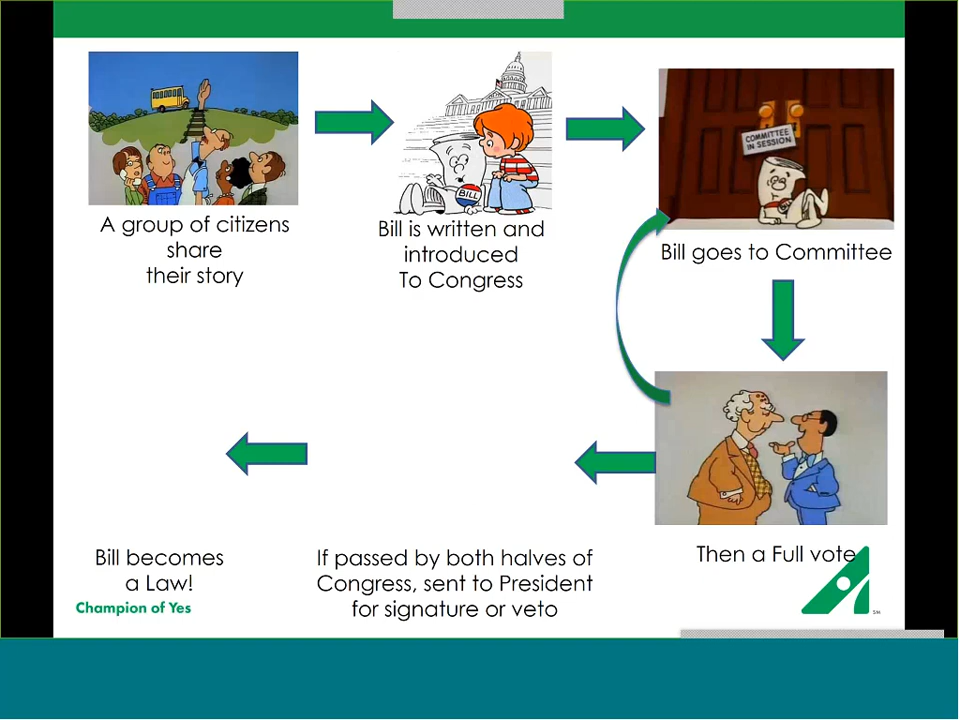 A group of citizens
share
their story
Bill is written and
introduced
To Congress
BILL
COMMITTEE
IN SESSION
Bill goes to Committee
Then a Full vote
If passed by both halves of
Congress, sent to President
for signature or veto
Bill becomes
a Law!
Champion of Yes
SM